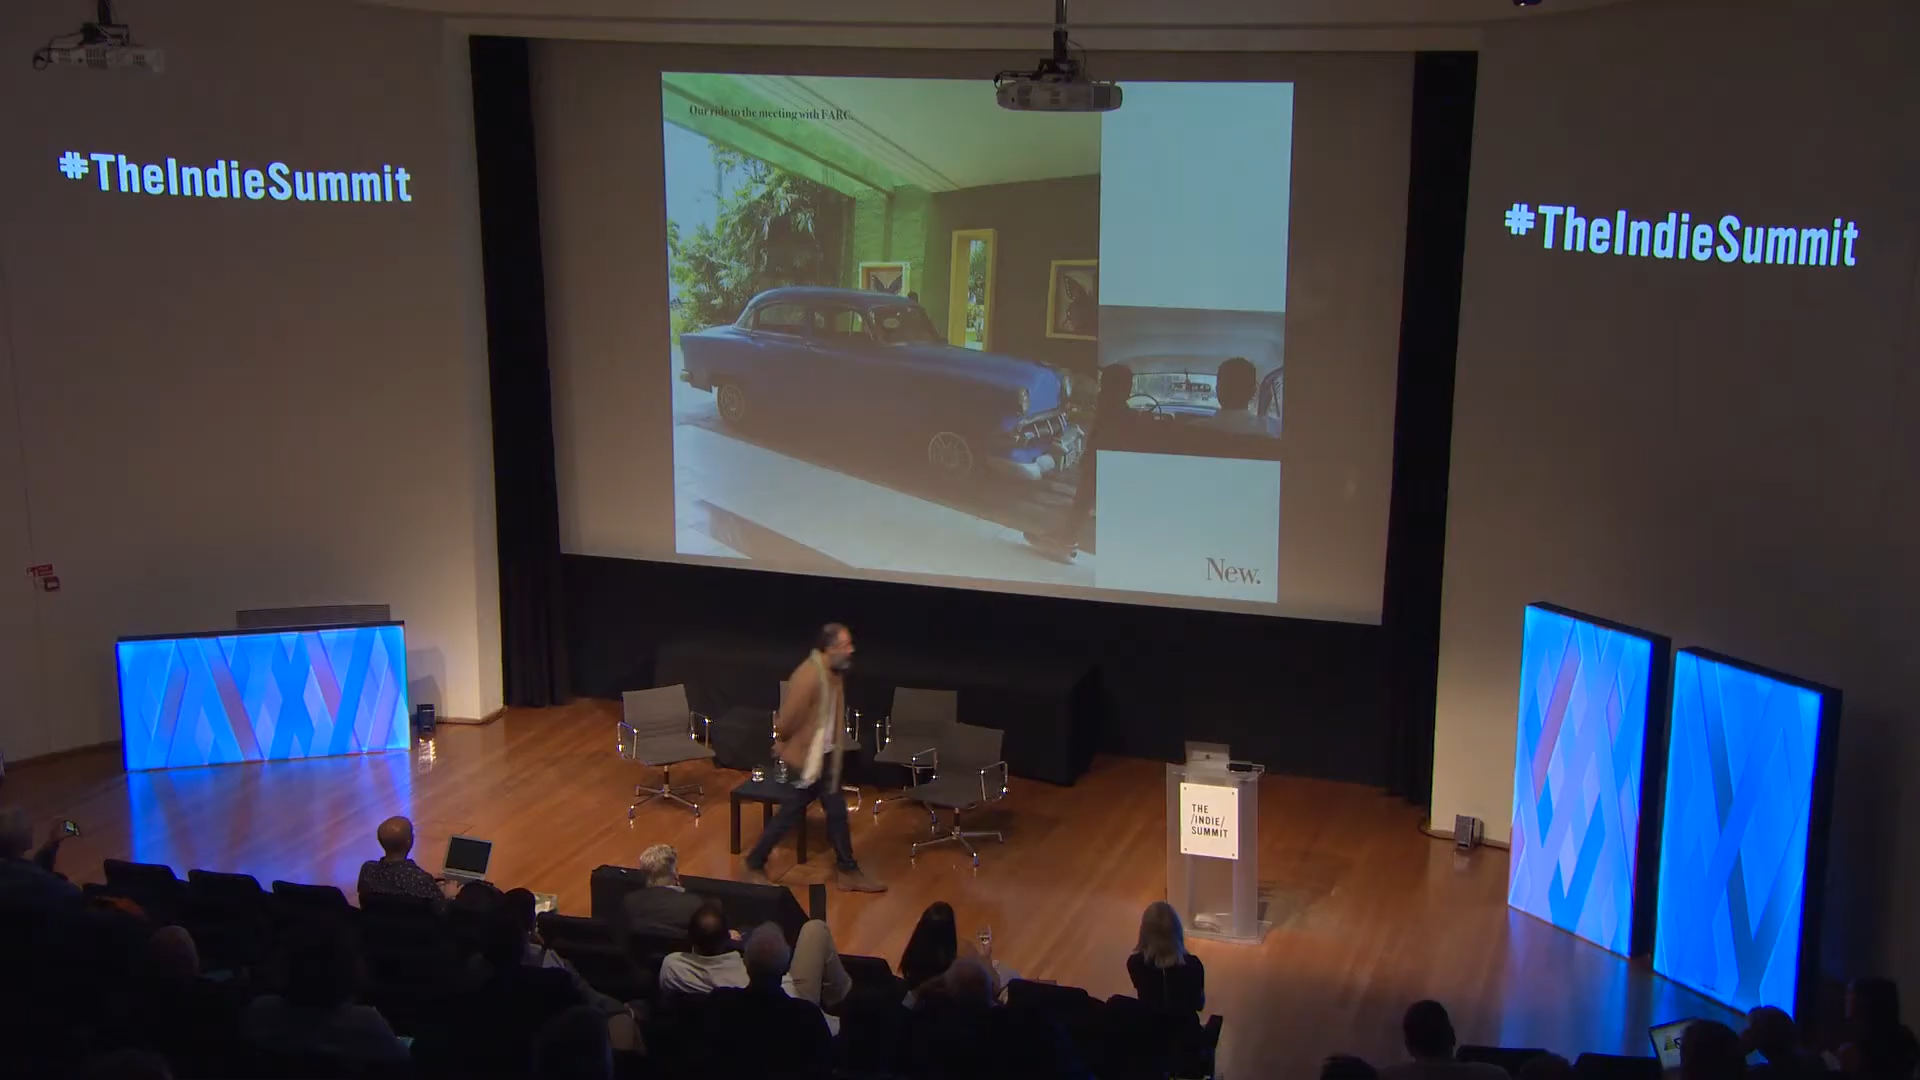 Our ride to the meeting with FARC.
#TheIndieSummit
#TheIndieSummit
New.
THE
/INDIE/
SUMMIT